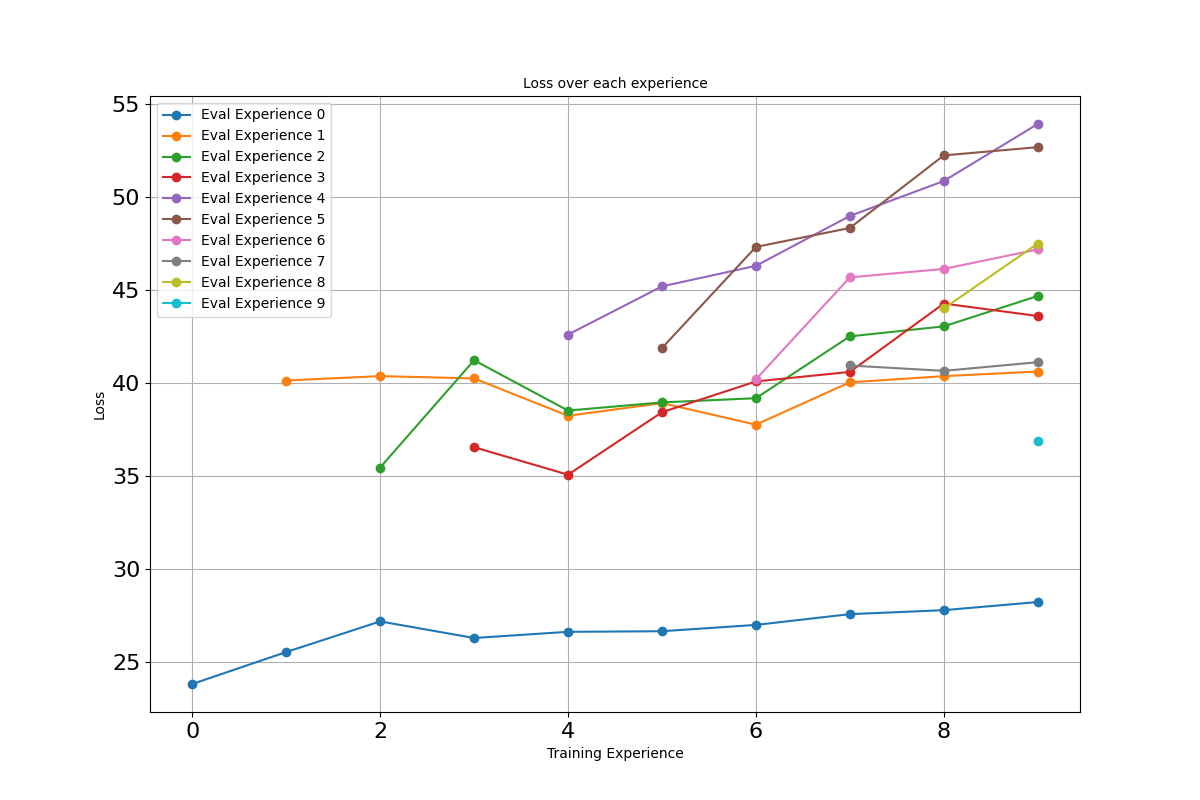 Loss over each experience
55
50
45
40
35
30
25
Loss
Eval Experience 0
Eval Experience 1
Eval Experience 2
Eval Experience 3
Eval Experience 4
Eval Experience 5
Eval Experience 6
Eval Experience 7
Eval Experience 8
Eval Experience 9
0 2 4 6 8
Training Experience